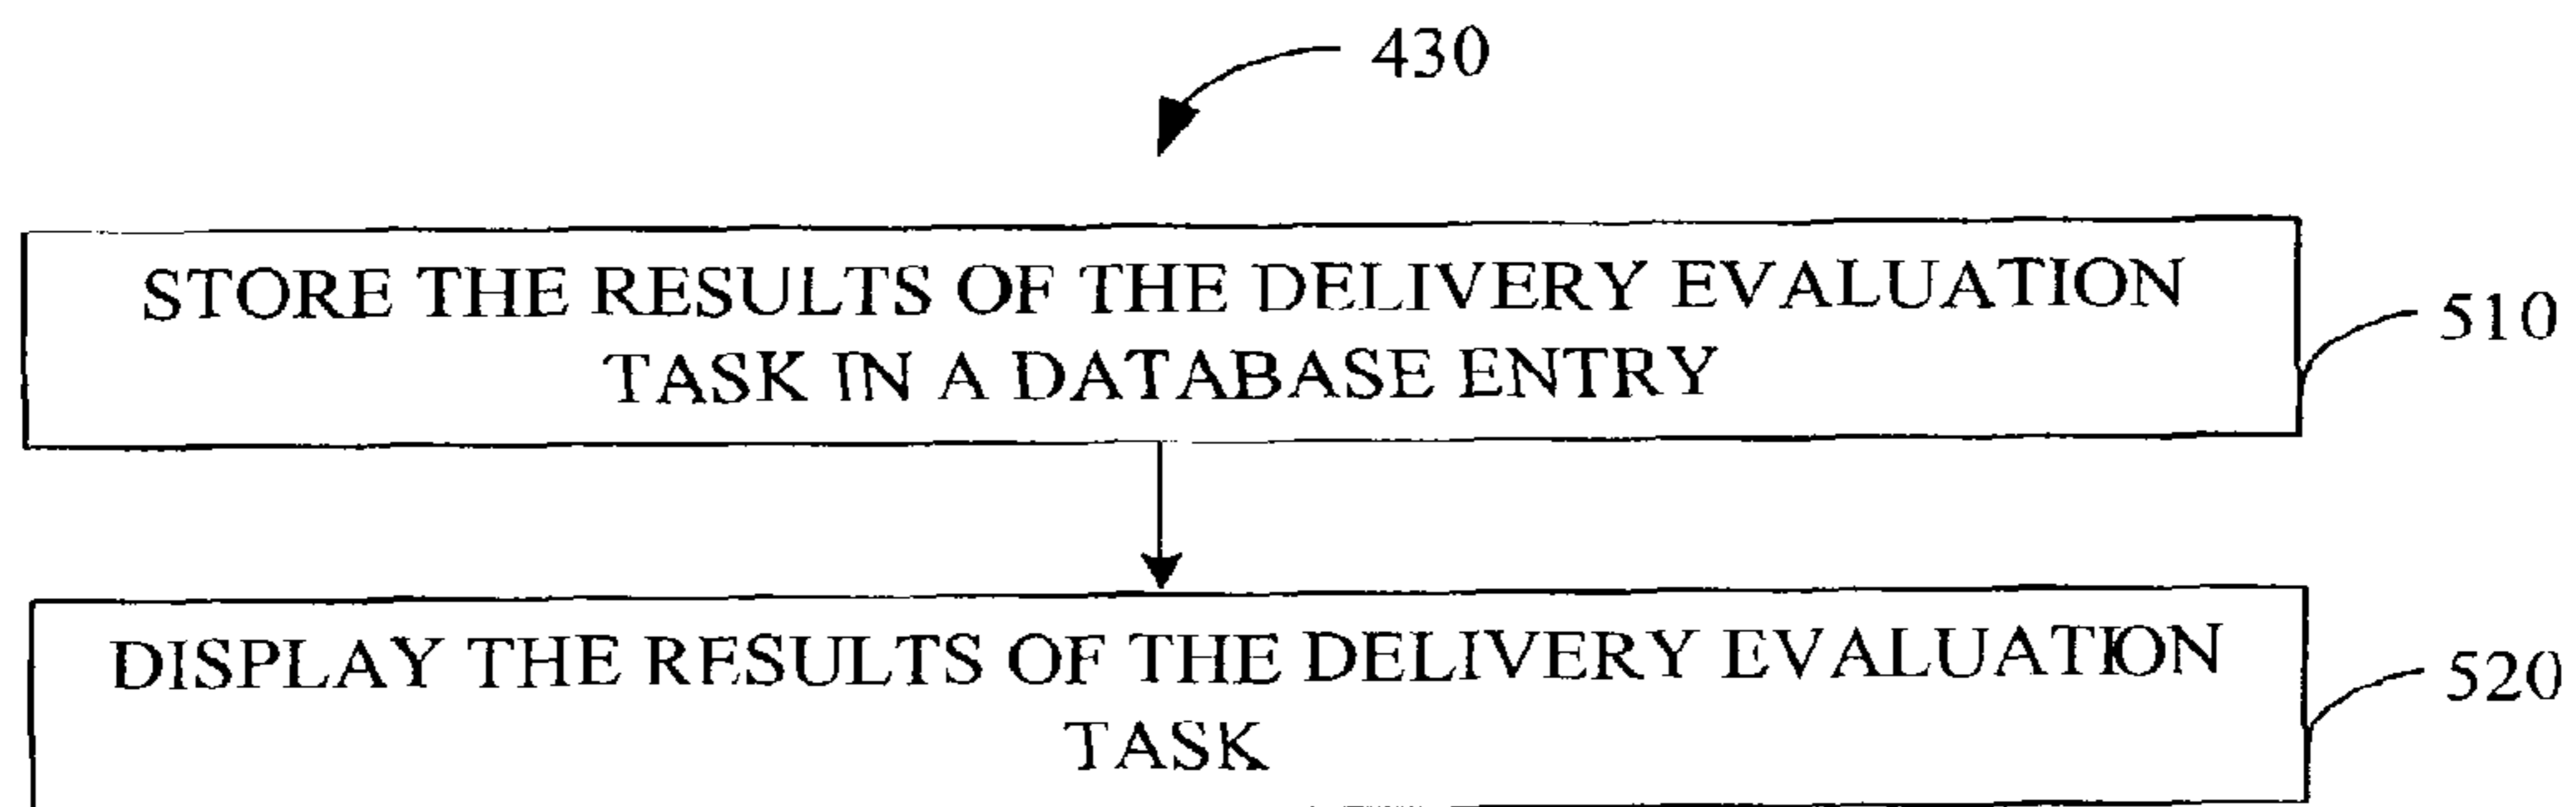 430
STORE THE RESULTS OF THE DELIVERY EVALUATION
TASK IN A DATABASE ENTRY
510
DISPLAY THE RESULTS OF THE DELIVERY EVALUATION
TASK
520